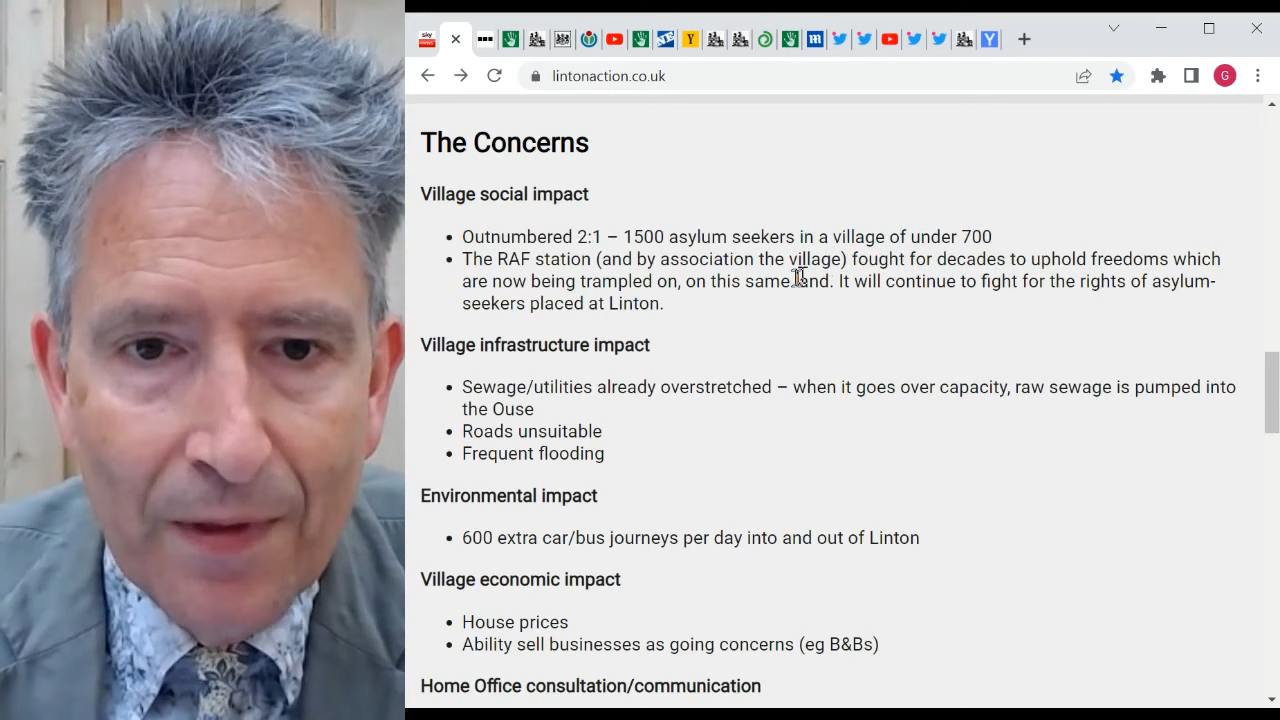 sky
news
lintonaction.co.uk
G
The Concerns
Village social impact
• Outnumbered 2:1 – 1500 asylum seekers in a village of under 700
• The RAF station (and by association the village) fought for decades to uphold freedoms which
are now being trampled on, on this same land. It will continue to fight for the rights of asylum-
seekers placed at Linton.
Village infrastructure impact
• Sewage/utilities already overstretched – when it goes over capacity, raw sewage is pumped into
the Ouse
• Roads unsuitable
• Frequent flooding
Environmental impact
• 600 extra car/bus journeys per day into and out of Linton
Village economic impact
• House prices
• Ability sell businesses as going concerns (eg B&Bs)
Home Office consultation/communication